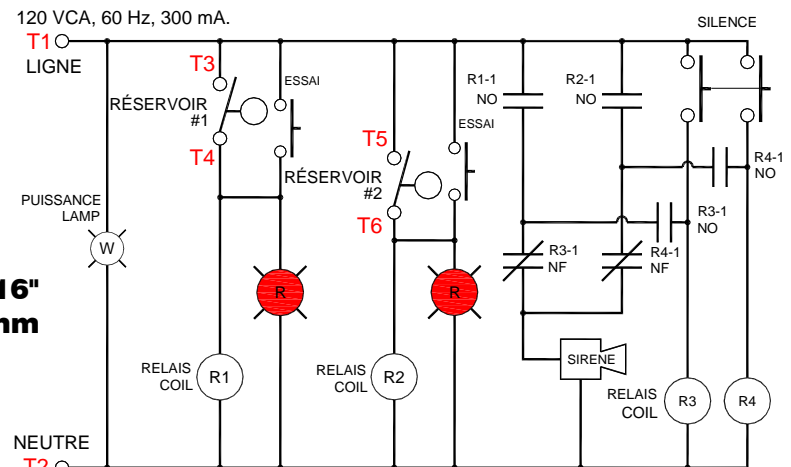 120 VCA, 60 Hz, 300 mA.
T1
LIGNE
SILENCE
T3
RÉSERVOIR
#1
T4
ESSAI
T5
RÉSERVOIR
#2
T6
ESSAI
R1-1
NO
R2-1
NO
R4-1
NO
R3-1
NO
R3-1
NF
R4-1
NF
PUISSANCE
LAMP
W
16"
mm
R
R
RELAIS
COIL
R1
RELAIS
COIL
R2
SIRENE
RELAIS
COIL
R3
R4
NEUTRE
T2